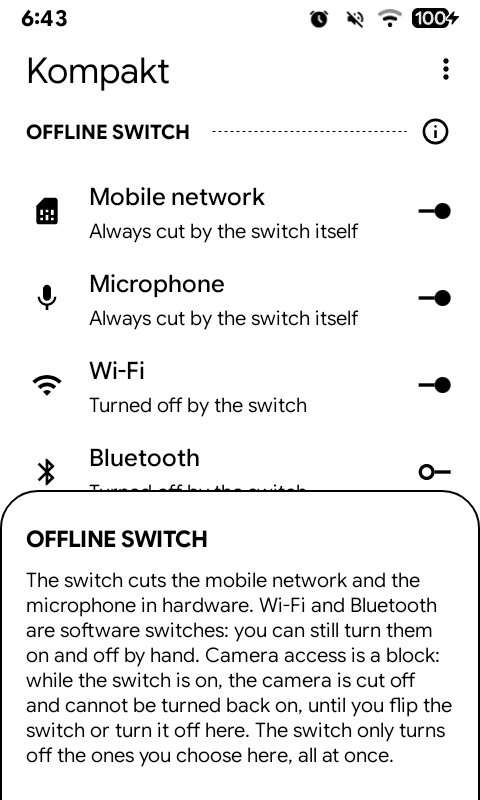 6:43
100
Kompakt
OFFLINE SWITCH
Mobile network
Always cut by the switch itself
Microphone
Always cut by the switch itself
Wi-Fi
Turned off by the switch
Bluetooth
Turned off by the switch
OFFLINE SWITCH
The switch cuts the mobile network and the
microphone in hardware. Wi-Fi and Bluetooth
are software switches: you can still turn them
on and off by hand. Camera access is a block:
while the switch is on, the camera is cut off
and cannot be turned back on, until you flip the
switch or turn it off here. The switch only turns
off the ones you choose here, all at once.